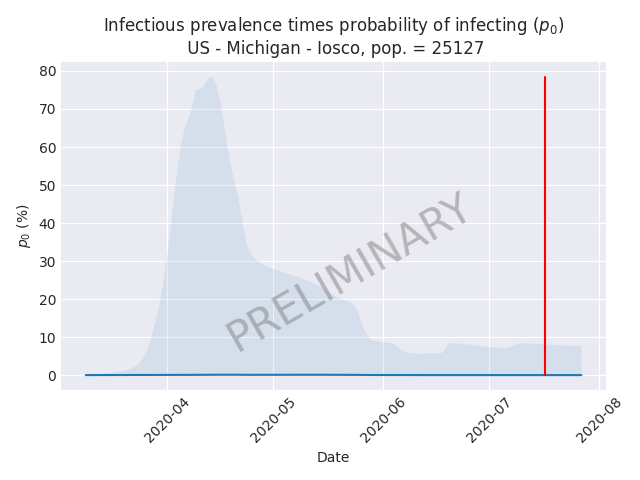 Infectious prevalence times probability of infecting (p₀)
US - Michigan - Iosco, pop. = 25127
80
70
60
50
40
30
20
10
0
p₀ (%)
PRELIMINARY
2020-04
2020-05
2020-06
2020-07
2020-08
Date